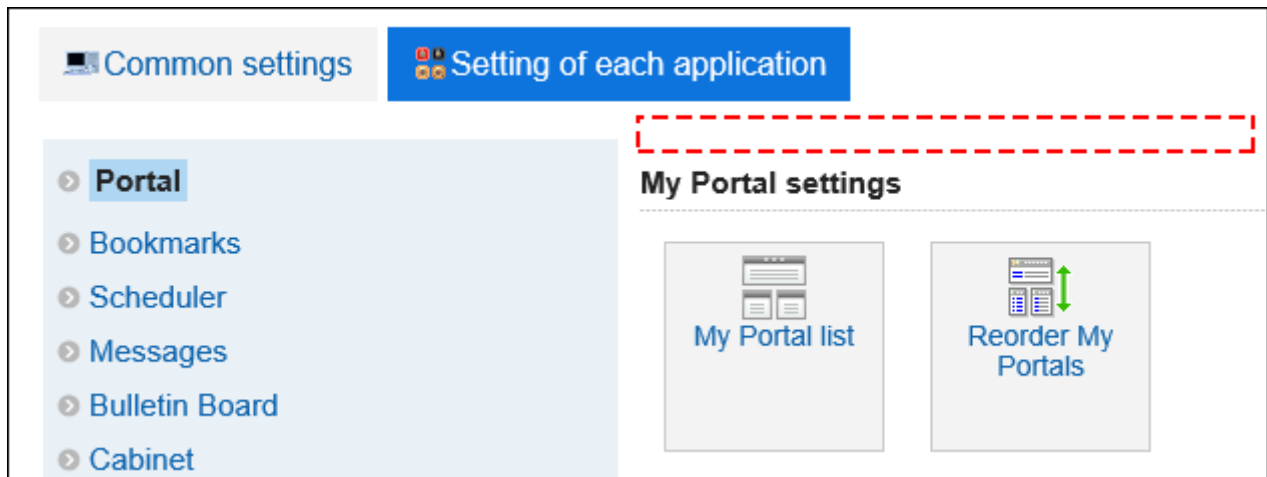 Common settings
Setting of each application
Portal
Bookmarks
Scheduler
Messages
Bulletin Board
Cabinet
My Portal settings
My Portal list
Reorder My
Portals